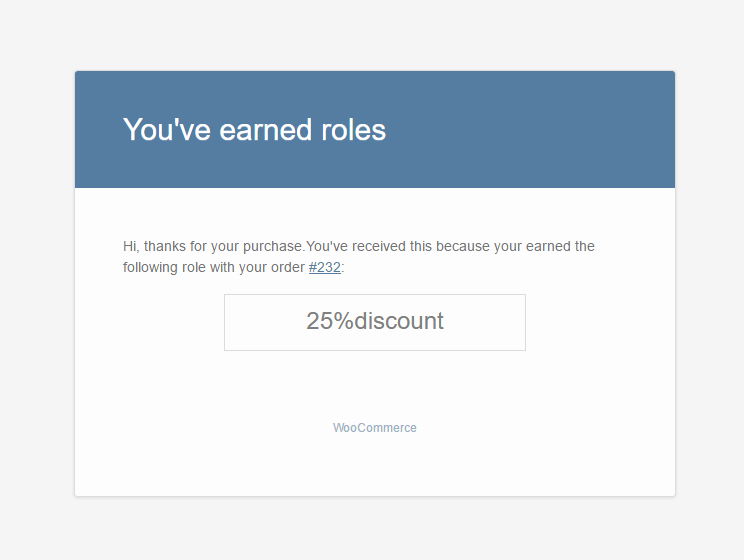 You've earned roles
Hi, thanks for your purchase.You've received this because your earned the
following role with your order #232:
25%discount
WooCommerce